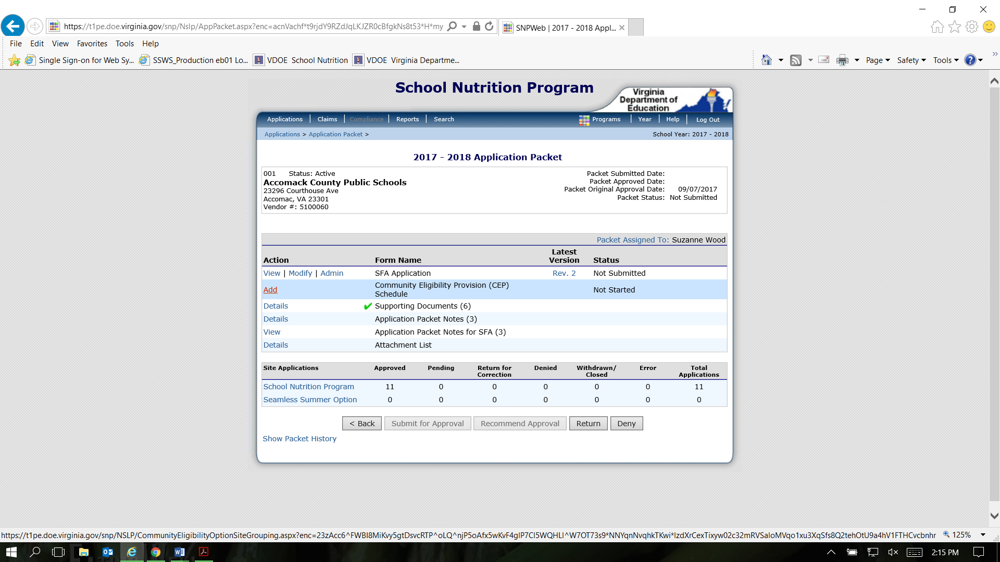 https://t1pe.doe.virginia.gov/snp/Nslp/AppPacket.aspx?enc=acnVachf*t9rjdY9RZdJqLKJZR0cBfgkNs8t53*H*my
SNPWeb | 2017 - 2018 Appl...
File Edit View Favorites Tools Help
Single Sign-on for Web Sy... SSWS_Production eb01 Lo... VDOE School Nutrition VDOE Virginia Departme...
Page Safety Tools
School Nutrition Program
Virginia
Department of
Education
Applications | Claims | Compliance | Reports | Search
Programs | Year | Help | Log Out
Applications > Application Packet >
School Year: 2017 - 2018
2017 - 2018 Application Packet
001 Status: Active
Accomack County Public Schools
23296 Courthouse Ave
Accomac, VA 23301
Vendor #: 5100060
Packet Submitted Date:
Packet Approved Date:
Packet Original Approval Date: 09/07/2017
Packet Status: Not Submitted
Packet Assigned To: Suzanne Wood
Action Form Name Latest Version Status
View | Modify | Admin SFA Application Rev. 2 Not Submitted
Add Community Eligibility Provision (CEP) Schedule Not Started
Details Supporting Documents (6)
Details Application Packet Notes (3)
View Application Packet Notes for SFA (3)
Details Attachment List
Site Applications Approved Pending Return for Correction Denied Withdrawn/ Closed Error Total Applications
School Nutrition Program 11 0 0 0 0 0 11
Seamless Summer Option 0 0 0 0 0 0 0
< Back Submit for Approval Recommend Approval Return Deny
Show Packet History
https://t1pe.doe.virginia.gov/snp/NSLP/CommunityEligibilityOptionSiteGrouping.aspx?enc=23zAcc6^FWBI8MiKvy5gtDsvcRTP^oLQ^njP5oAfx5wKvF4gIP7CI5WQHLI^W7OT73s9*NNYqnNvqhkTKwi*lzdXrCexTixyw02c32mRVSaloMVqo1xu3XqSfs8Q2tehOtU9a4hV1FTHCvcbnhr
125%
2:15 PM